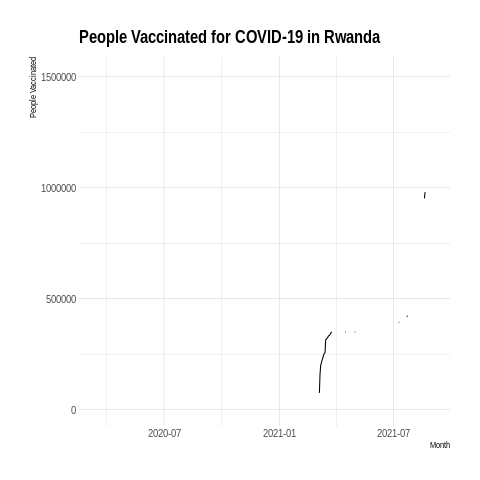 People Vaccinated for COVID-19 in Rwanda
People Vaccinated
1500000
1000000
500000
0
2020-07 2021-01 2021-07
Month